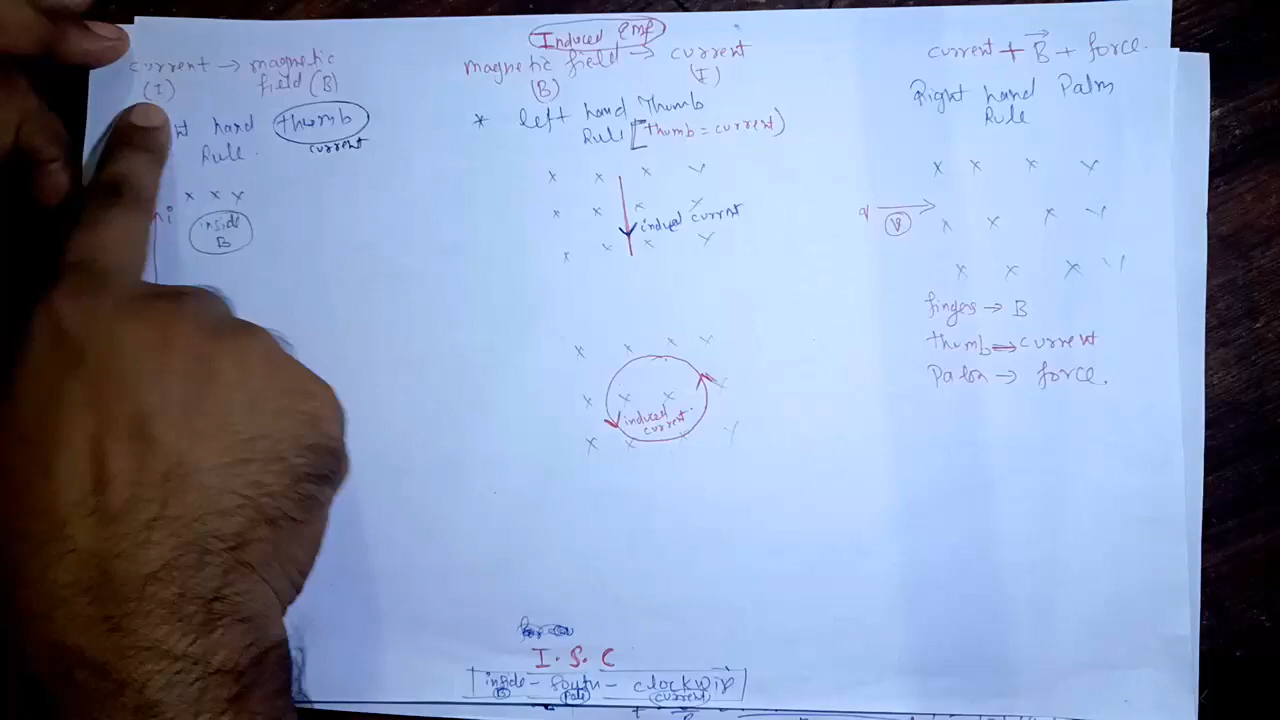 Induced Emf
current → magnetic
(I) field (B)
hand thumb
Rule. current
x x x
i
inside
B
magnetic field → current
(B) (I)
* left hand Thumb
Rule [thumb = current)
x x x x
x x x x
induced current
x x x x
x x x x
x x x x
induced
current
x x x x
current + B + force.
Right hand Palm
Rule
x x x x
q
V
x x x x
x x x x
fingers → B
thumb ⇒ current
Palm → force.
I. S. C
inside - South - clockwise
B Pole current